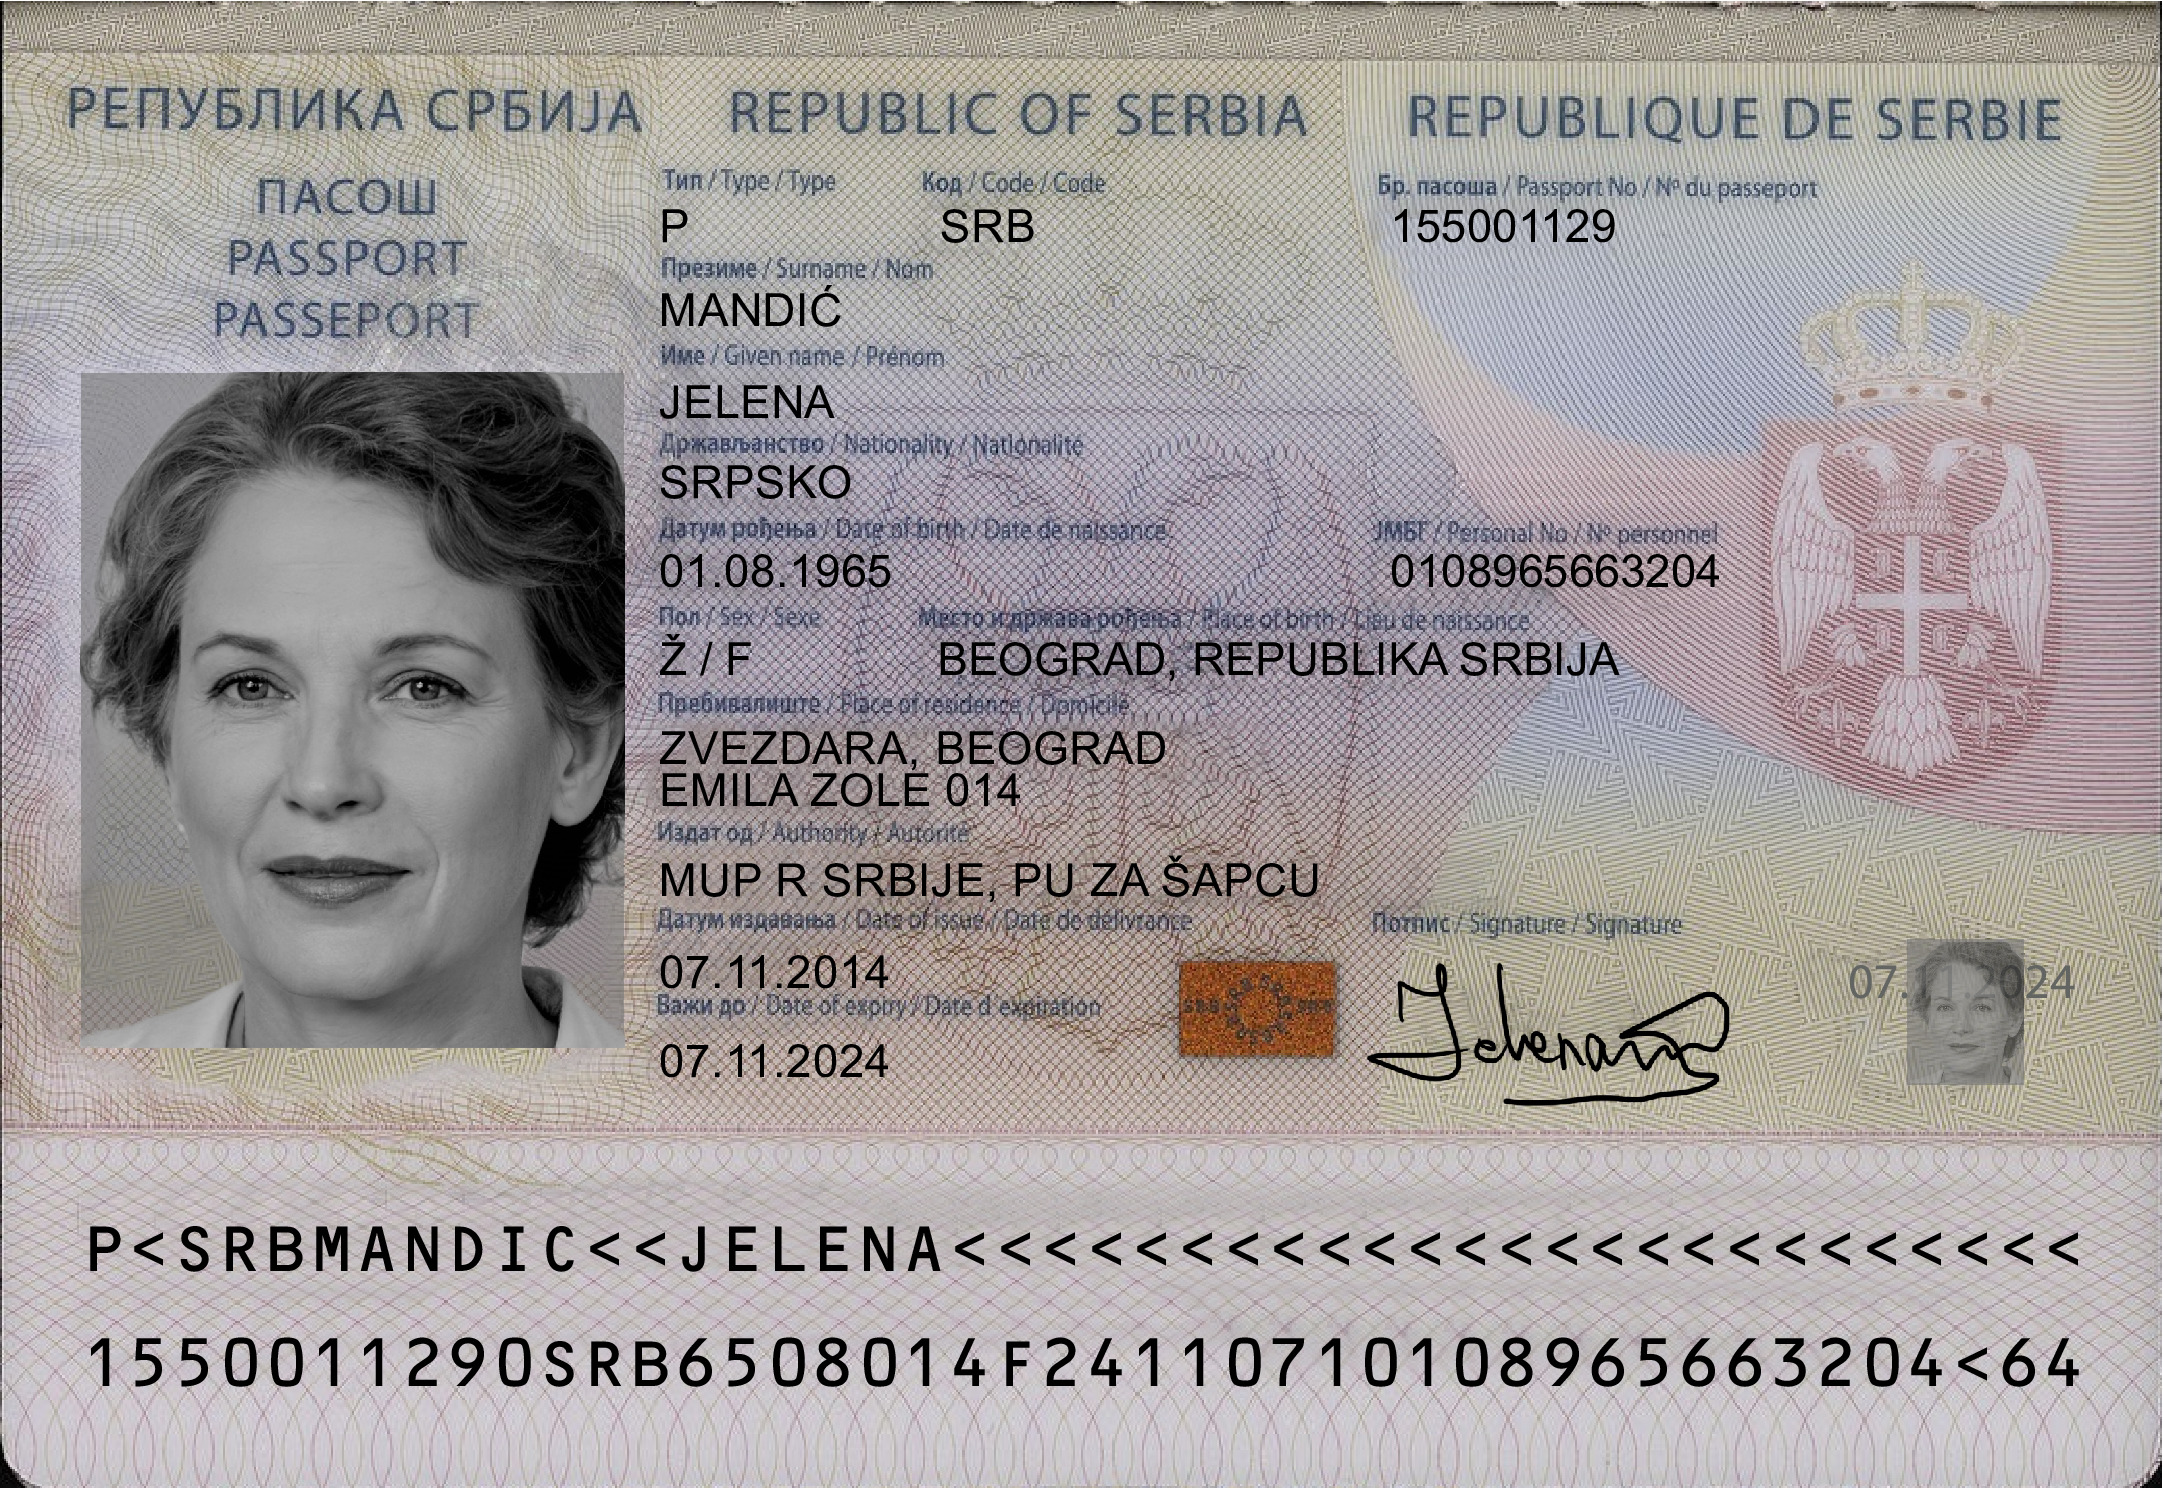 РЕПУБЛИКА СРБИЈА REPUBLIC OF SERBIA REPUBLIQUE DE SERBIE
ПАСОШ
PASSPORT
PASSEPORT
Тип / Type / Type Код / Code / Code Бр. пасоша / Passport No / Nº du passeport
P SRB 155001129
Презиме / Surname / Nom
MANDIĆ
Име / Given name / Prénom
JELENA
Држављанство / Nationality / Nationalité
SRPSKO
Датум рођења / Date of birth / Date de naissance ЈМБГ / Personal No / Nº personnel
01.08.1965 0108965663204
Пол / Sex / Sexe Место и држава рођења / Place of birth / Lieu de naissance
Ž / F BEOGRAD, REPUBLIKA SRBIJA
Пребивалиште / Place of residence / Domicile
ZVEZDARA, BEOGRAD
EMILA ZOLE 014
Издат од / Authority / Autorité
MUP R SRBIJE, PU ZA ŠAPCU
Датум издавања / Date of issue / Date de délivrance Потпис / Signature / Signature
07.11.2014
Важи до / Date of expiry / Date d expiration
07.11.2024
Jelena
07.11.2024
P<SRBMANDIC<<JELENA<<<<<<<<<<<<<<<<<<<<<<<<<
1550011290SRB6508014F24110710108965663204<64